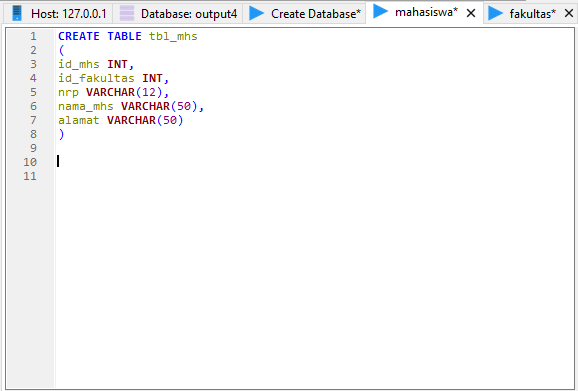 Host: 127.0.0.1 Database: output4 Create Database* mahasiswa* fakultas*
1 CREATE TABLE tbl_mhs
2 (
3 id_mhs INT,
4 id_fakultas INT,
5 nrp VARCHAR(12),
6 nama_mhs VARCHAR(50),
7 alamat VARCHAR(50)
8 )
9
10
11